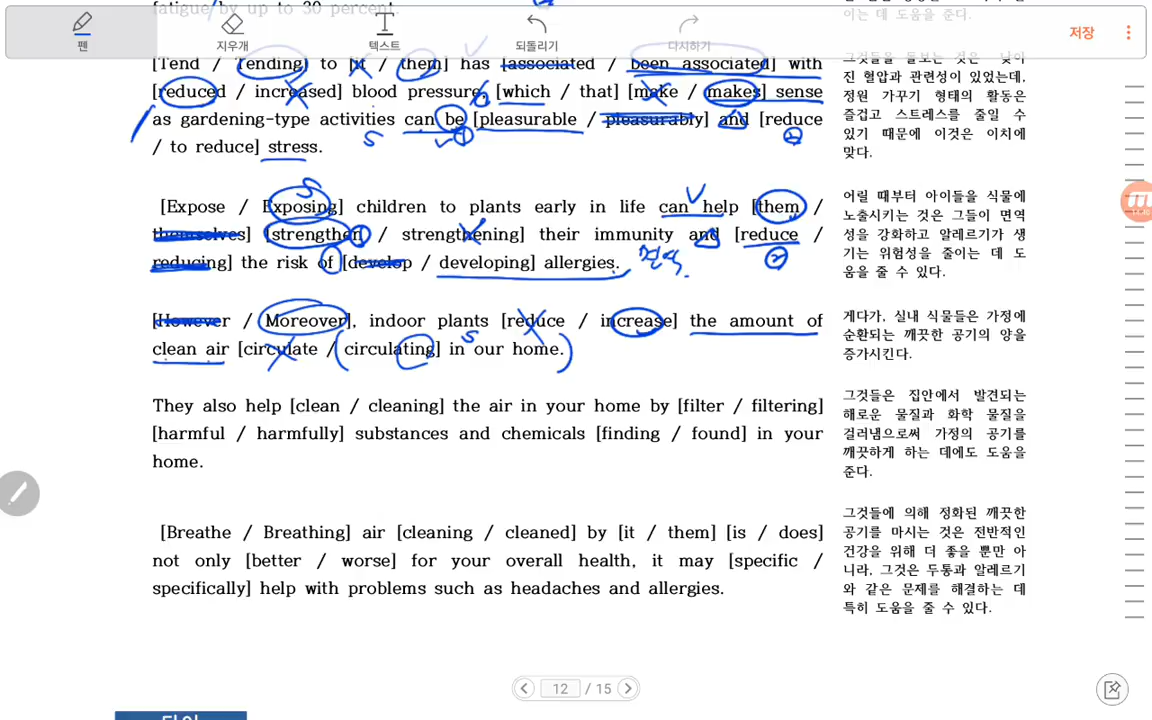 fatigue/by up to 30 percent.
이는 데 도움을 준다.
펜
지우개
텍스트
되돌리기
다시하기
저장
[Tend / Tending] to [it / them] has [associated / been associated] with
[reduced / increased] blood pressure, [which / that] [make / makes] sense
as gardening-type activities can be [pleasurable / pleasurably] and [reduce
/ to reduce] stress.
그것들을 돌보는 것은 낮아
진 혈압과 관련성이 있었는데,
정원 가꾸기 형태의 활동은
즐겁고 스트레스를 줄일 수
있기 때문에 이것은 이치에
맞다.
[Expose / Exposing] children to plants early in life can help [them /
themselves] [strengthen / strengthening] their immunity and [reduce /
reducing] the risk of [develop / developing] allergies.
어릴 때부터 아이들을 식물에
노출시키는 것은 그들이 면역
성을 강화하고 알레르기가 생
기는 위험성을 줄이는 데 도
움을 줄 수 있다.
[However / Moreover], indoor plants [reduce / increase] the amount of
clean air [circulate / circulating] in our home.
게다가, 실내 식물들은 가정에
순환되는 깨끗한 공기의 양을
증가시킨다.
They also help [clean / cleaning] the air in your home by [filter / filtering]
[harmful / harmfully] substances and chemicals [finding / found] in your
home.
그것들은 집안에서 발견되는
해로운 물질과 화학 물질을
걸러냄으로써 가정의 공기를
깨끗하게 하는 데에도 도움을
준다.
[Breathe / Breathing] air [cleaning / cleaned] by [it / them] [is / does]
not only [better / worse] for your overall health, it may [specific /
specifically] help with problems such as headaches and allergies.
그것들에 의해 정화된 깨끗한
공기를 마시는 것은 전반적인
건강을 위해 더 좋을 뿐만 아
니라, 그것은 두통과 알레르기
와 같은 문제를 해결하는 데
특히 도움을 줄 수 있다.
12 / 15